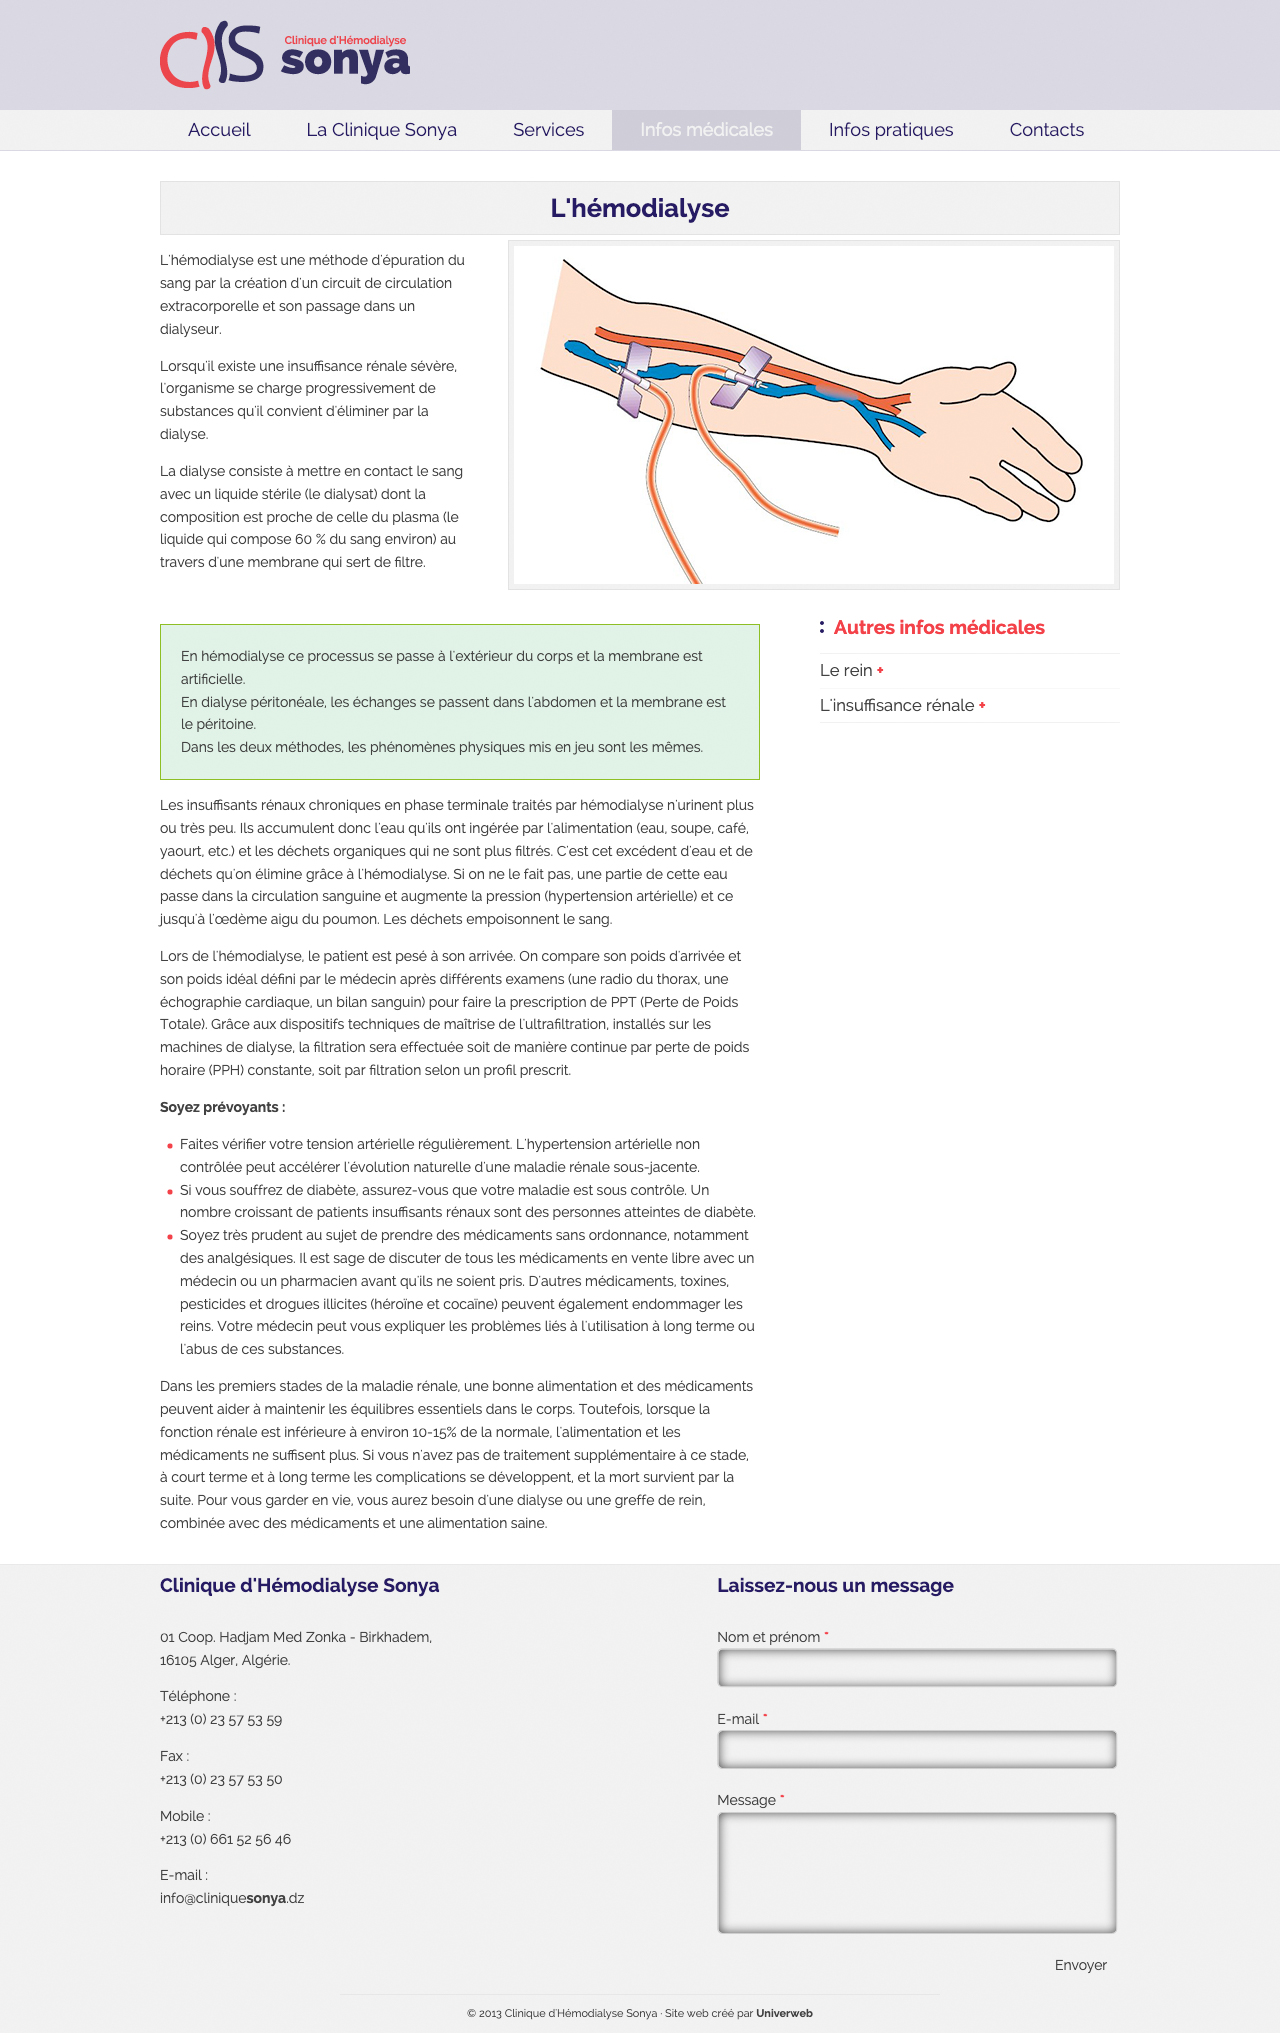 Clinique d'Hémodialyse
sonya
Accueil
La Clinique Sonya
Services
Infos médicales
Infos pratiques
Contacts
L'hémodialyse
L'hémodialyse est une méthode d'épuration du
sang par la création d'un circuit de circulation
extracorporelle et son passage dans un
dialyseur.
Lorsqu'il existe une insuffisance rénale sévère,
l'organisme se charge progressivement de
substances qu'il convient d'éliminer par la
dialyse.
La dialyse consiste à mettre en contact le sang
avec un liquide stérile (le dialysat) dont la
composition est proche de celle du plasma (le
liquide qui compose 60 % du sang environ) au
travers d'une membrane qui sert de filtre.
En hémodialyse ce processus se passe à l'extérieur du corps et la membrane est
artificielle.
En dialyse péritonéale, les échanges se passent dans l'abdomen et la membrane est
le péritoine.
Dans les deux méthodes, les phénomènes physiques mis en jeu sont les mêmes.
Les insuffisants rénaux chroniques en phase terminale traités par hémodialyse n'urinent plus
ou très peu. Ils accumulent donc l'eau qu'ils ont ingérée par l'alimentation (eau, soupe, café,
yaourt, etc.) et les déchets organiques qui ne sont plus filtrés. C'est cet excédent d'eau et de
déchets qu'on élimine grâce à l'hémodialyse. Si on ne le fait pas, une partie de cette eau
passe dans la circulation sanguine et augmente la pression (hypertension artérielle) et ce
jusqu'à l'œdème aigu du poumon. Les déchets empoisonnent le sang.
Lors de l'hémodialyse, le patient est pesé à son arrivée. On compare son poids d'arrivée et
son poids idéal défini par le médecin après différents examens (une radio du thorax, une
échographie cardiaque, un bilan sanguin) pour faire la prescription de PPT (Perte de Poids
Totale). Grâce aux dispositifs techniques de maîtrise de l'ultrafiltration, installés sur les
machines de dialyse, la filtration sera effectuée soit de manière continue par perte de poids
horaire (PPH) constante, soit par filtration selon un profil prescrit.
Soyez prévoyants :
Faites vérifier votre tension artérielle régulièrement. L'hypertension artérielle non
contrôlée peut accélérer l'évolution naturelle d'une maladie rénale sous-jacente.
Si vous souffrez de diabète, assurez-vous que votre maladie est sous contrôle. Un
nombre croissant de patients insuffisants rénaux sont des personnes atteintes de diabète.
Soyez très prudent au sujet de prendre des médicaments sans ordonnance, notamment
des analgésiques. Il est sage de discuter de tous les médicaments en vente libre avec un
médecin ou un pharmacien avant qu'ils ne soient pris. D'autres médicaments, toxines,
pesticides et drogues illicites (héroïne et cocaïne) peuvent également endommager les
reins. Votre médecin peut vous expliquer les problèmes liés à l'utilisation à long terme ou
l'abus de ces substances.
Dans les premiers stades de la maladie rénale, une bonne alimentation et des médicaments
peuvent aider à maintenir les équilibres essentiels dans le corps. Toutefois, lorsque la
fonction rénale est inférieure à environ 10-15% de la normale, l'alimentation et les
médicaments ne suffisent plus. Si vous n'avez pas de traitement supplémentaire à ce stade,
à court terme et à long terme les complications se développent, et la mort survient par la
suite. Pour vous garder en vie, vous aurez besoin d'une dialyse ou une greffe de rein,
combinée avec des médicaments et une alimentation saine.
: Autres infos médicales
Le rein +
L'insuffisance rénale +
Clinique d'Hémodialyse Sonya
01 Coop. Hadjam Med Zonka - Birkhadem,
16105 Alger, Algérie.
Téléphone :
+213 (0) 23 57 53 59
Fax :
+213 (0) 23 57 53 50
Mobile :
+213 (0) 661 52 56 46
E-mail :
info@cliniquesonya.dz
Laissez-nous un message
Nom et prénom *
E-mail *
Message *
Envoyer
© 2013 Clinique d'Hémodialyse Sonya · Site web créé par Univerweb